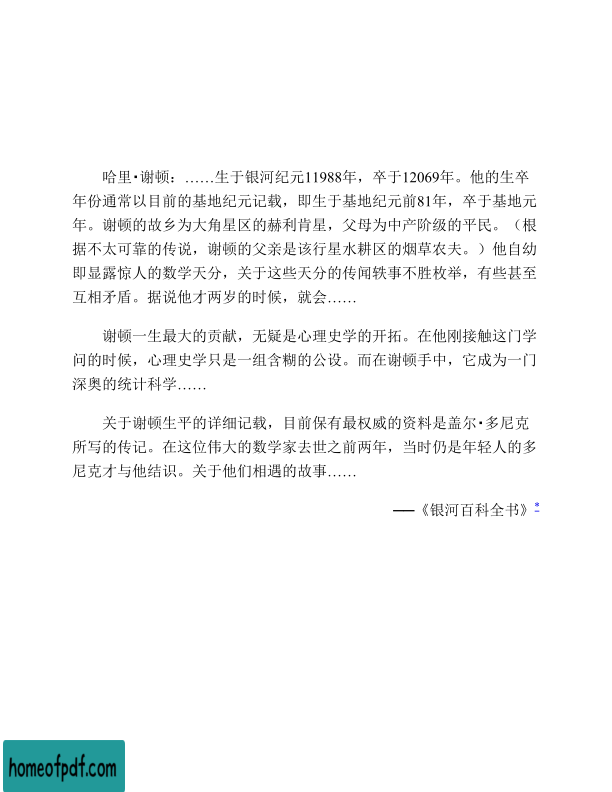 哈里·谢顿：……生于银河纪元11988年，卒于12069年。他的生卒
年份通常以目前的基地纪元记载，即生于基地纪元前81年，卒于基地元
年。谢顿的故乡为大角星区的赫利肯星，父母为中产阶级的平民。（根
据不太可靠的传说，谢顿的父亲是该行星水耕区的烟草农夫。）他自幼
即显露惊人的数学天分，关于这些天分的传闻轶事不胜枚举，有些甚至
互相矛盾。据说他才两岁的时候，就会……
谢顿一生最大的贡献，无疑是心理史学的开拓。在他刚接触这门学
问的时候，心理史学只是一组含糊的公设。而在谢顿手中，它成为一门
深奥的统计科学……
关于谢顿生平的详细记载，目前保有最权威的资料是盖尔·多尼克
所写的传记。在这位伟大的数学家去世之前两年，当时仍是年轻人的多
尼克才与他结识。关于他们相遇的故事……
——《银河百科全书》*
homeofpdf.com